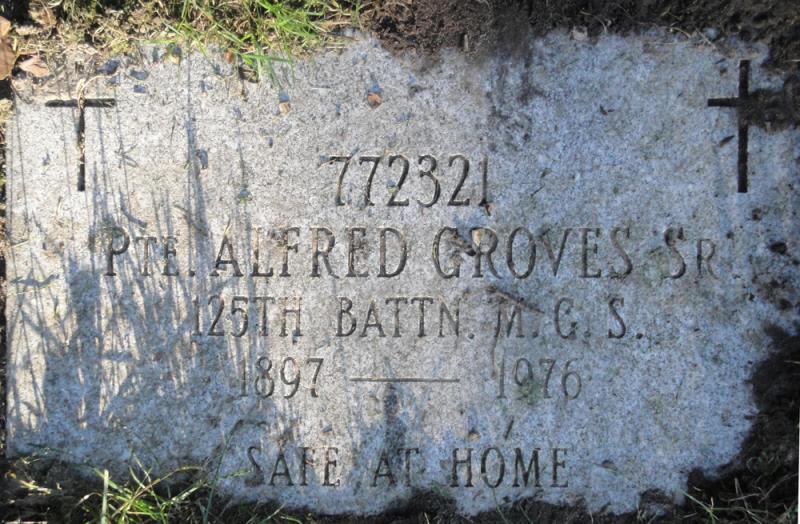 772321
PTE. ALFRED GROVES SR
125TH BATTN. M.G.S.
1897 — 1976
SAFE AT HOME